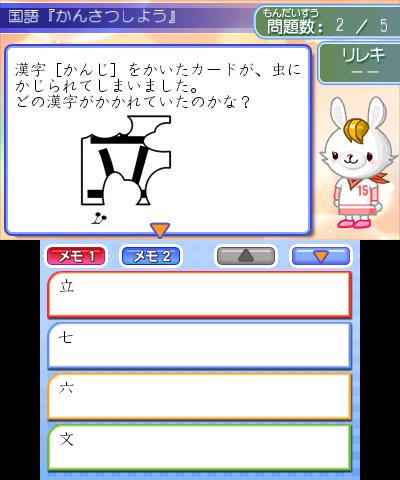 国語『かんさつしよう』
もんだいすう
問題数: 2 / 5
リレキ
－－
漢字［かんじ］をかいたカードが、虫に
かじられてしまいました。
どの漢字がかかれていたのかな？
15
メモ1
メモ2
立
七
六
文